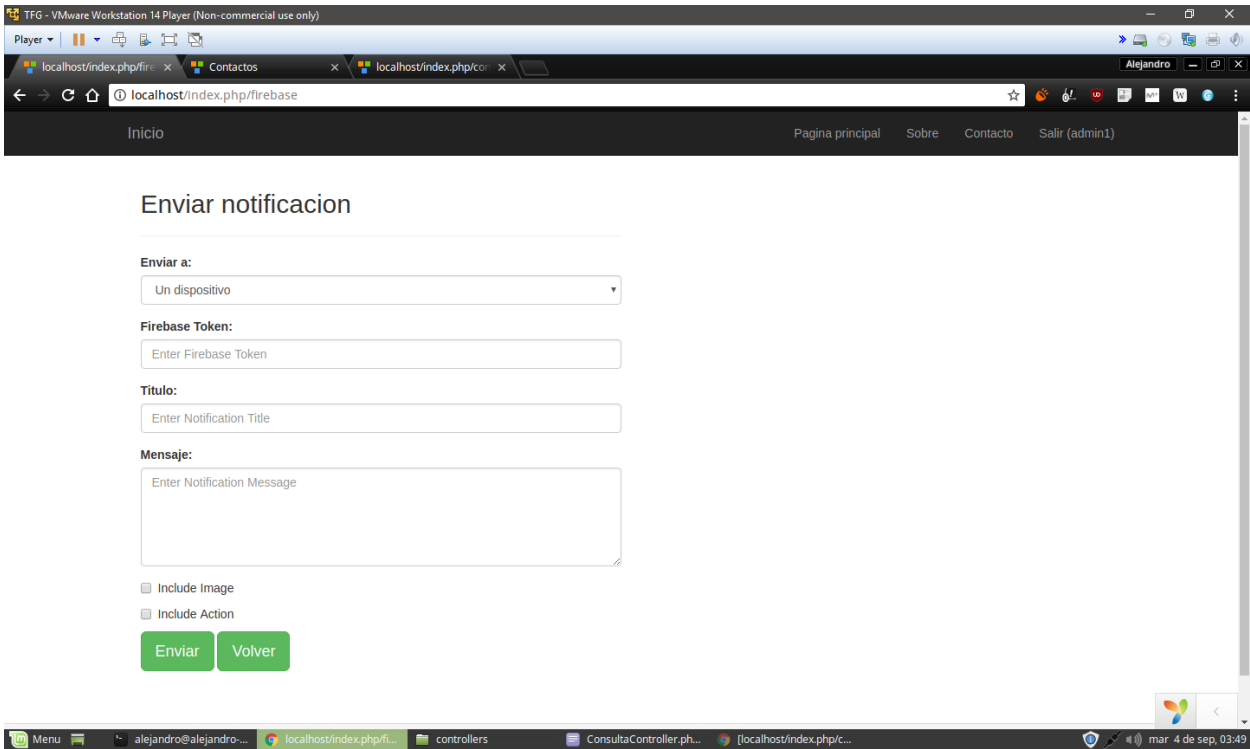 TFG - VMware Workstation 14 Player (Non-commercial use only)
Player
localhost/index.php/fire
Contactos
localhost/index.php/con
Alejandro
localhost/index.php/firebase
Inicio
Pagina principal
Sobre
Contacto
Salir (admin1)
Enviar notificacion
Enviar a:
Un dispositivo
Firebase Token:
Enter Firebase Token
Titulo:
Enter Notification Title
Mensaje:
Enter Notification Message
Include Image
Include Action
Enviar
Volver
Menu
alejandro@alejandro-...
localhost/index.php/fi...
controllers
ConsultaController.ph...
[localhost/index.php/c...
mar 4 de sep, 03:49